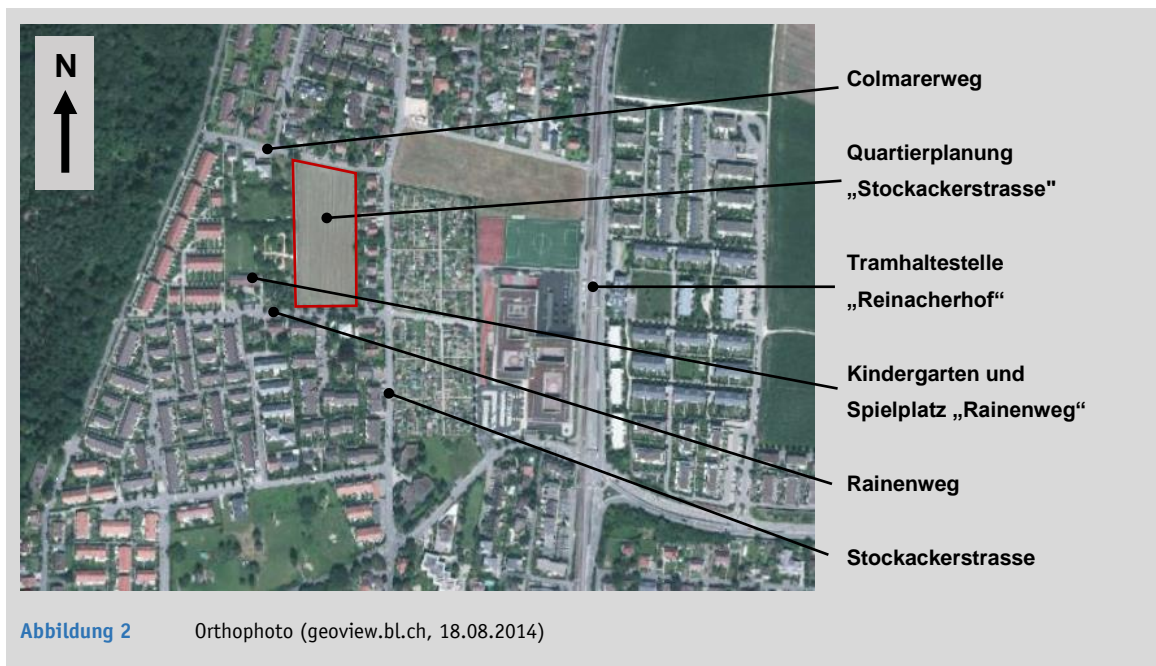 N
Colmarerweg
Quartierplanung
„Stockackerstrasse"
Tramhaltestelle
„Reinacherhof“
Kindergarten und
Spielplatz „Rainenweg“
Rainenweg
Stockackerstrasse
Abbildung 2 Orthophoto (geoview.bl.ch, 18.08.2014)